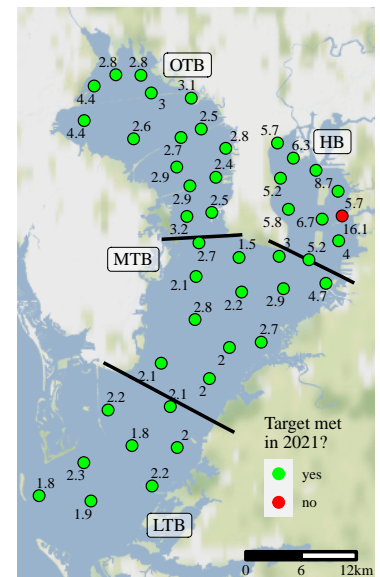 2.8 2.8
OTB
4.4 3 3.1
4.4 2.6 2.7 2.5
5.7
HB
2.8 6.3
2.9 2.4 5.2 8.7
2.9 2.5 5.8 6.7 5.7
3.2 16.1
MTB 2.7 1.5 3 5.2 4
2.1 2.2 2.9 4.7
2.8
2.7
2.1 2 2
2.2 2.1
Target met
in 2021?
1.8 2
2.3 yes
1.8 2.2
1.9 no
LTB
0 6 12km